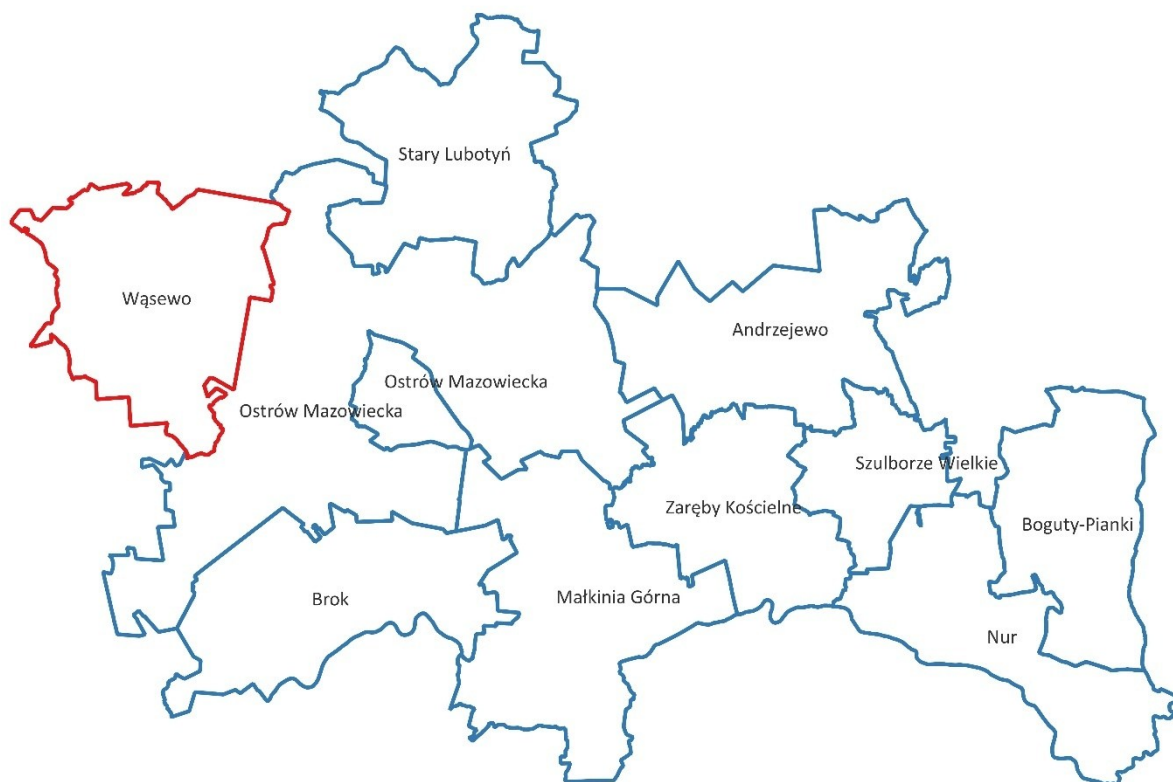 Stary Lubotyń
Wąsewo
Andrzejewo
Ostrów Mazowiecka
Ostrów Mazowiecka
Szulborze Wielkie
Zaręby Kościelne
Boguty-Pianki
Brok
Małkinia Górna
Nur